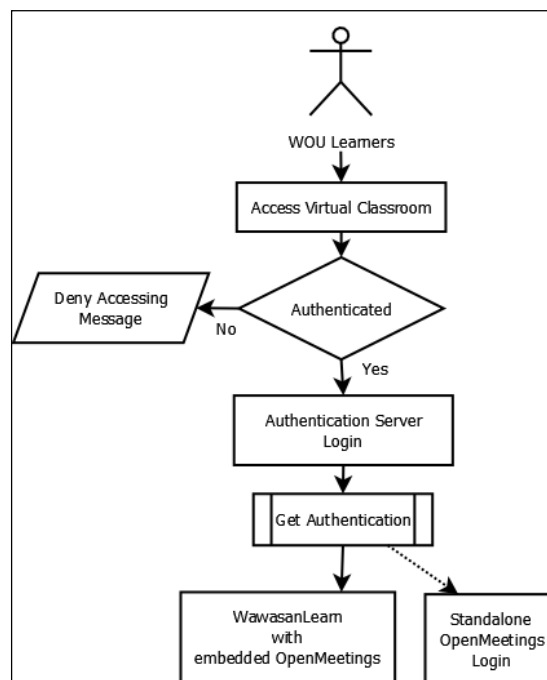 WOU Learners
Access Virtual Classroom
Deny Accessing
Message
Authenticated
No
Yes
Authentication Server
Login
Get Authentication
WawasanLearn
with
embedded OpenMeetings
Standalone
OpenMeetings
Login